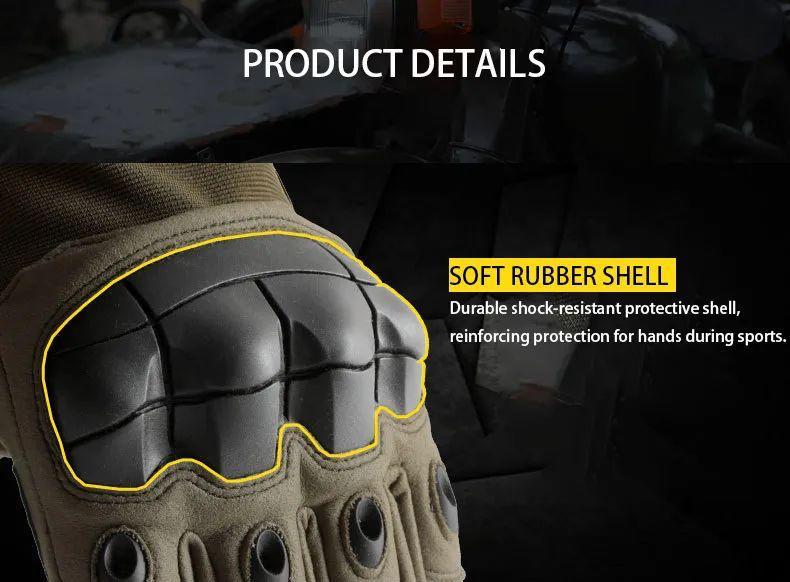 PRODUCT DETAILS
SOFT RUBBER SHELL
Durable shock-resistant protective shell,
reinforcing protection for hands during sports.